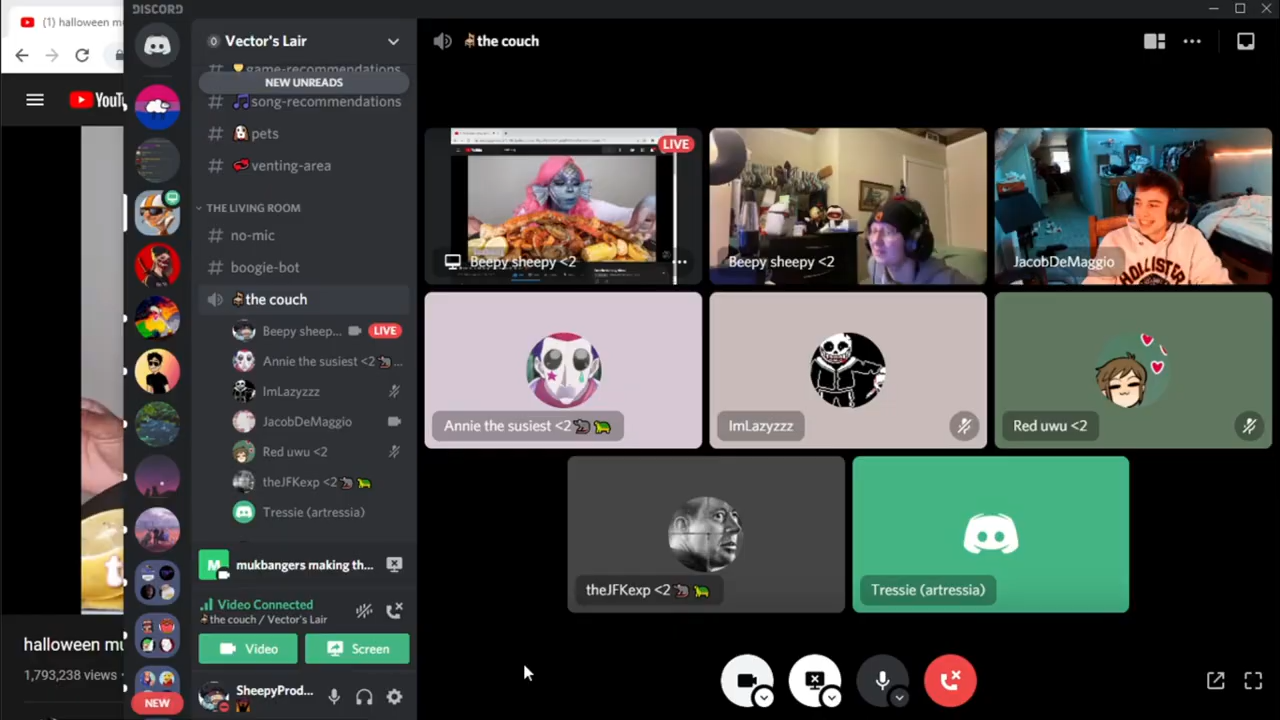 DISCORD
(1) halloween m
YouTu
halloween mu
1,793,238 views
Vector's Lair
game-recommendations
NEW UNREADS
song-recommendations
pets
venting-area
THE LIVING ROOM
no-mic
boogie-bot
the couch
Beepy sheep... LIVE
Annie the susiest <2 ...
ImLazyzzz
JacobDeMaggio
Red uwu <2
theJFKexp <2
Tressie (artressia)
M mukbangers making th...
Video Connected
the couch / Vector's Lair
Video Screen
SheepyProd...
NEW
the couch
LIVE
Beepy sheepy <2
Beepy sheepy <2
JacobDeMaggio
HOLLISTER
Annie the susiest <2
ImLazyzzz
Red uwu <2
theJFKexp <2
Tressie (artressia)